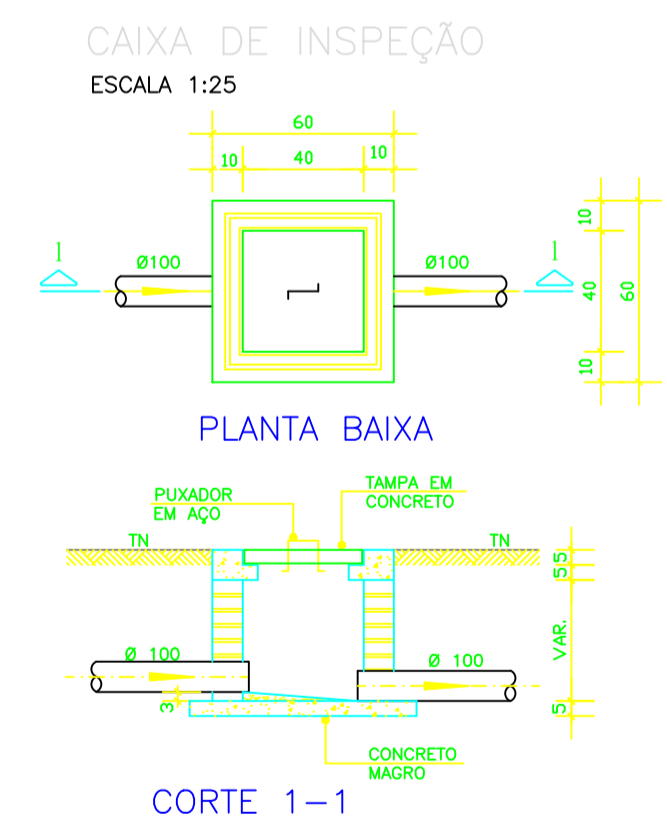 CAIXA DE INSPEÇÃO
ESCALA 1:25
60
10 40 10
1 1
Ø100 Ø100
10
40 60
10
PLANTA BAIXA
PUXADOR
EM AÇO
TAMPA EM
CONCRETO
TN TN
5
5
VAR.
Ø 100 Ø 100
3 5
CONCRETO
MAGRO
CORTE 1-1